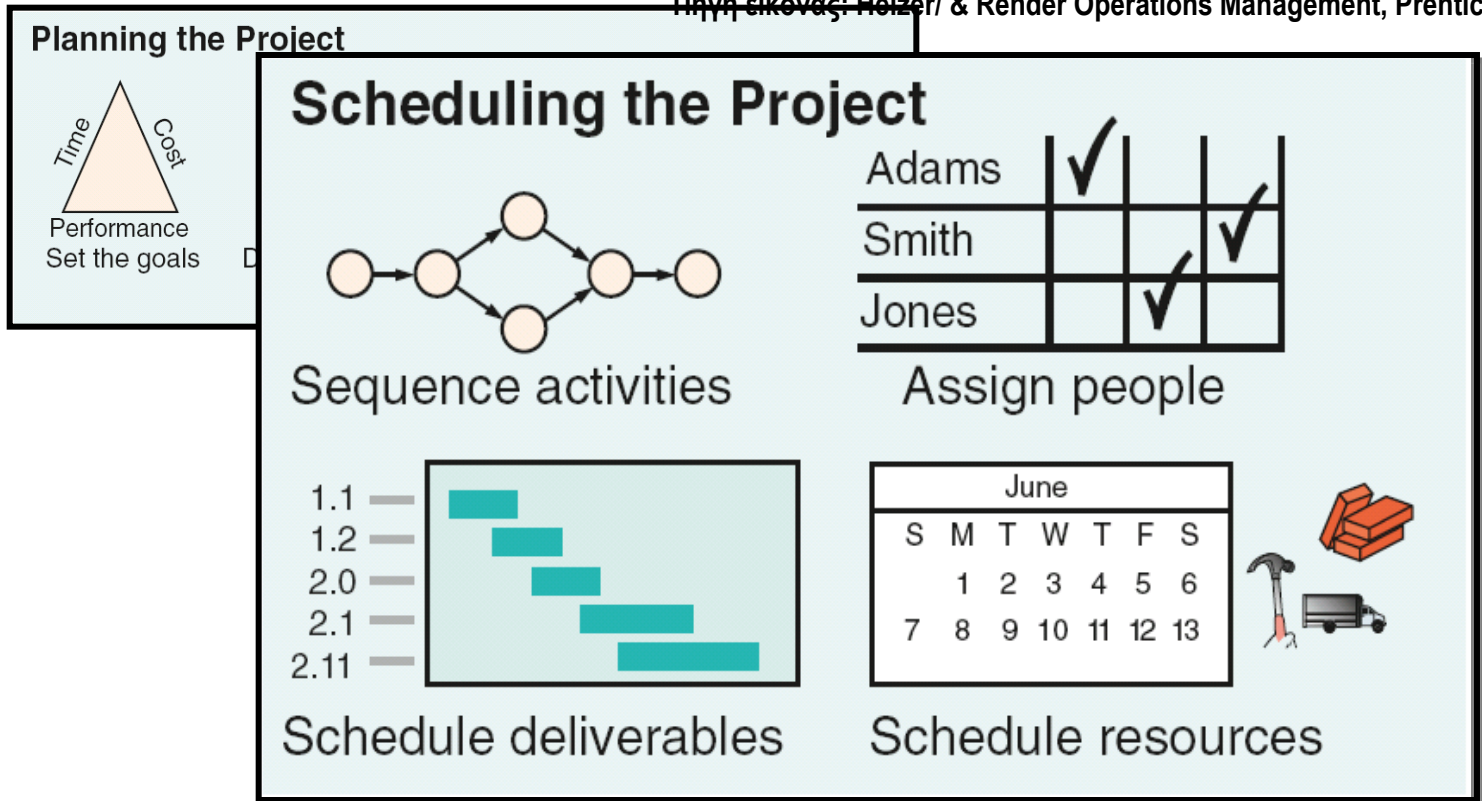 Πηγή εικόνας: Heizer/ & Render Operations Management,
Planning the Project
Time
Cost
Performance
Set the goals
Scheduling the Project
Adams
Smith
Jones
Sequence activities
Assign people
1.1
1.2
2.0
2.1
2.11
June
S M T W T F S
1 2 3 4 5 6
7 8 9 10 11 12 13
Schedule deliverables
Schedule resources